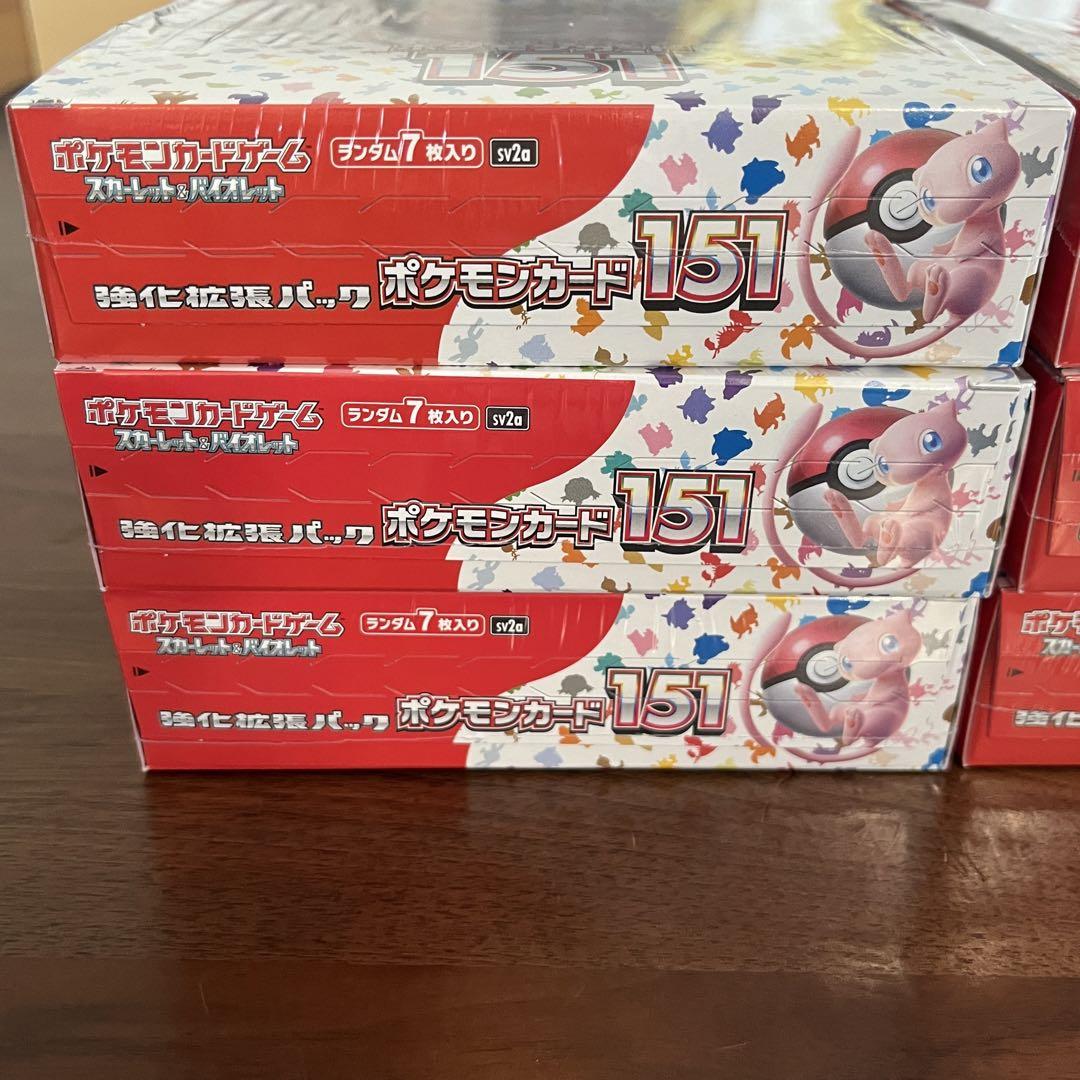 151
ポケモンカードゲーム
スカーレット&バイオレット
ランダム7枚入り sv2a
強化拡張パック ポケモンカード151
ポケモンカードゲーム
スカーレット&バイオレット
ランダム7枚入り sv2a
強化拡張パック ポケモンカード151
ポケモンカードゲーム
スカーレット&バイオレット
ランダム7枚入り sv2a
強化拡張パック ポケモンカード151
ポケ
スカ
強化